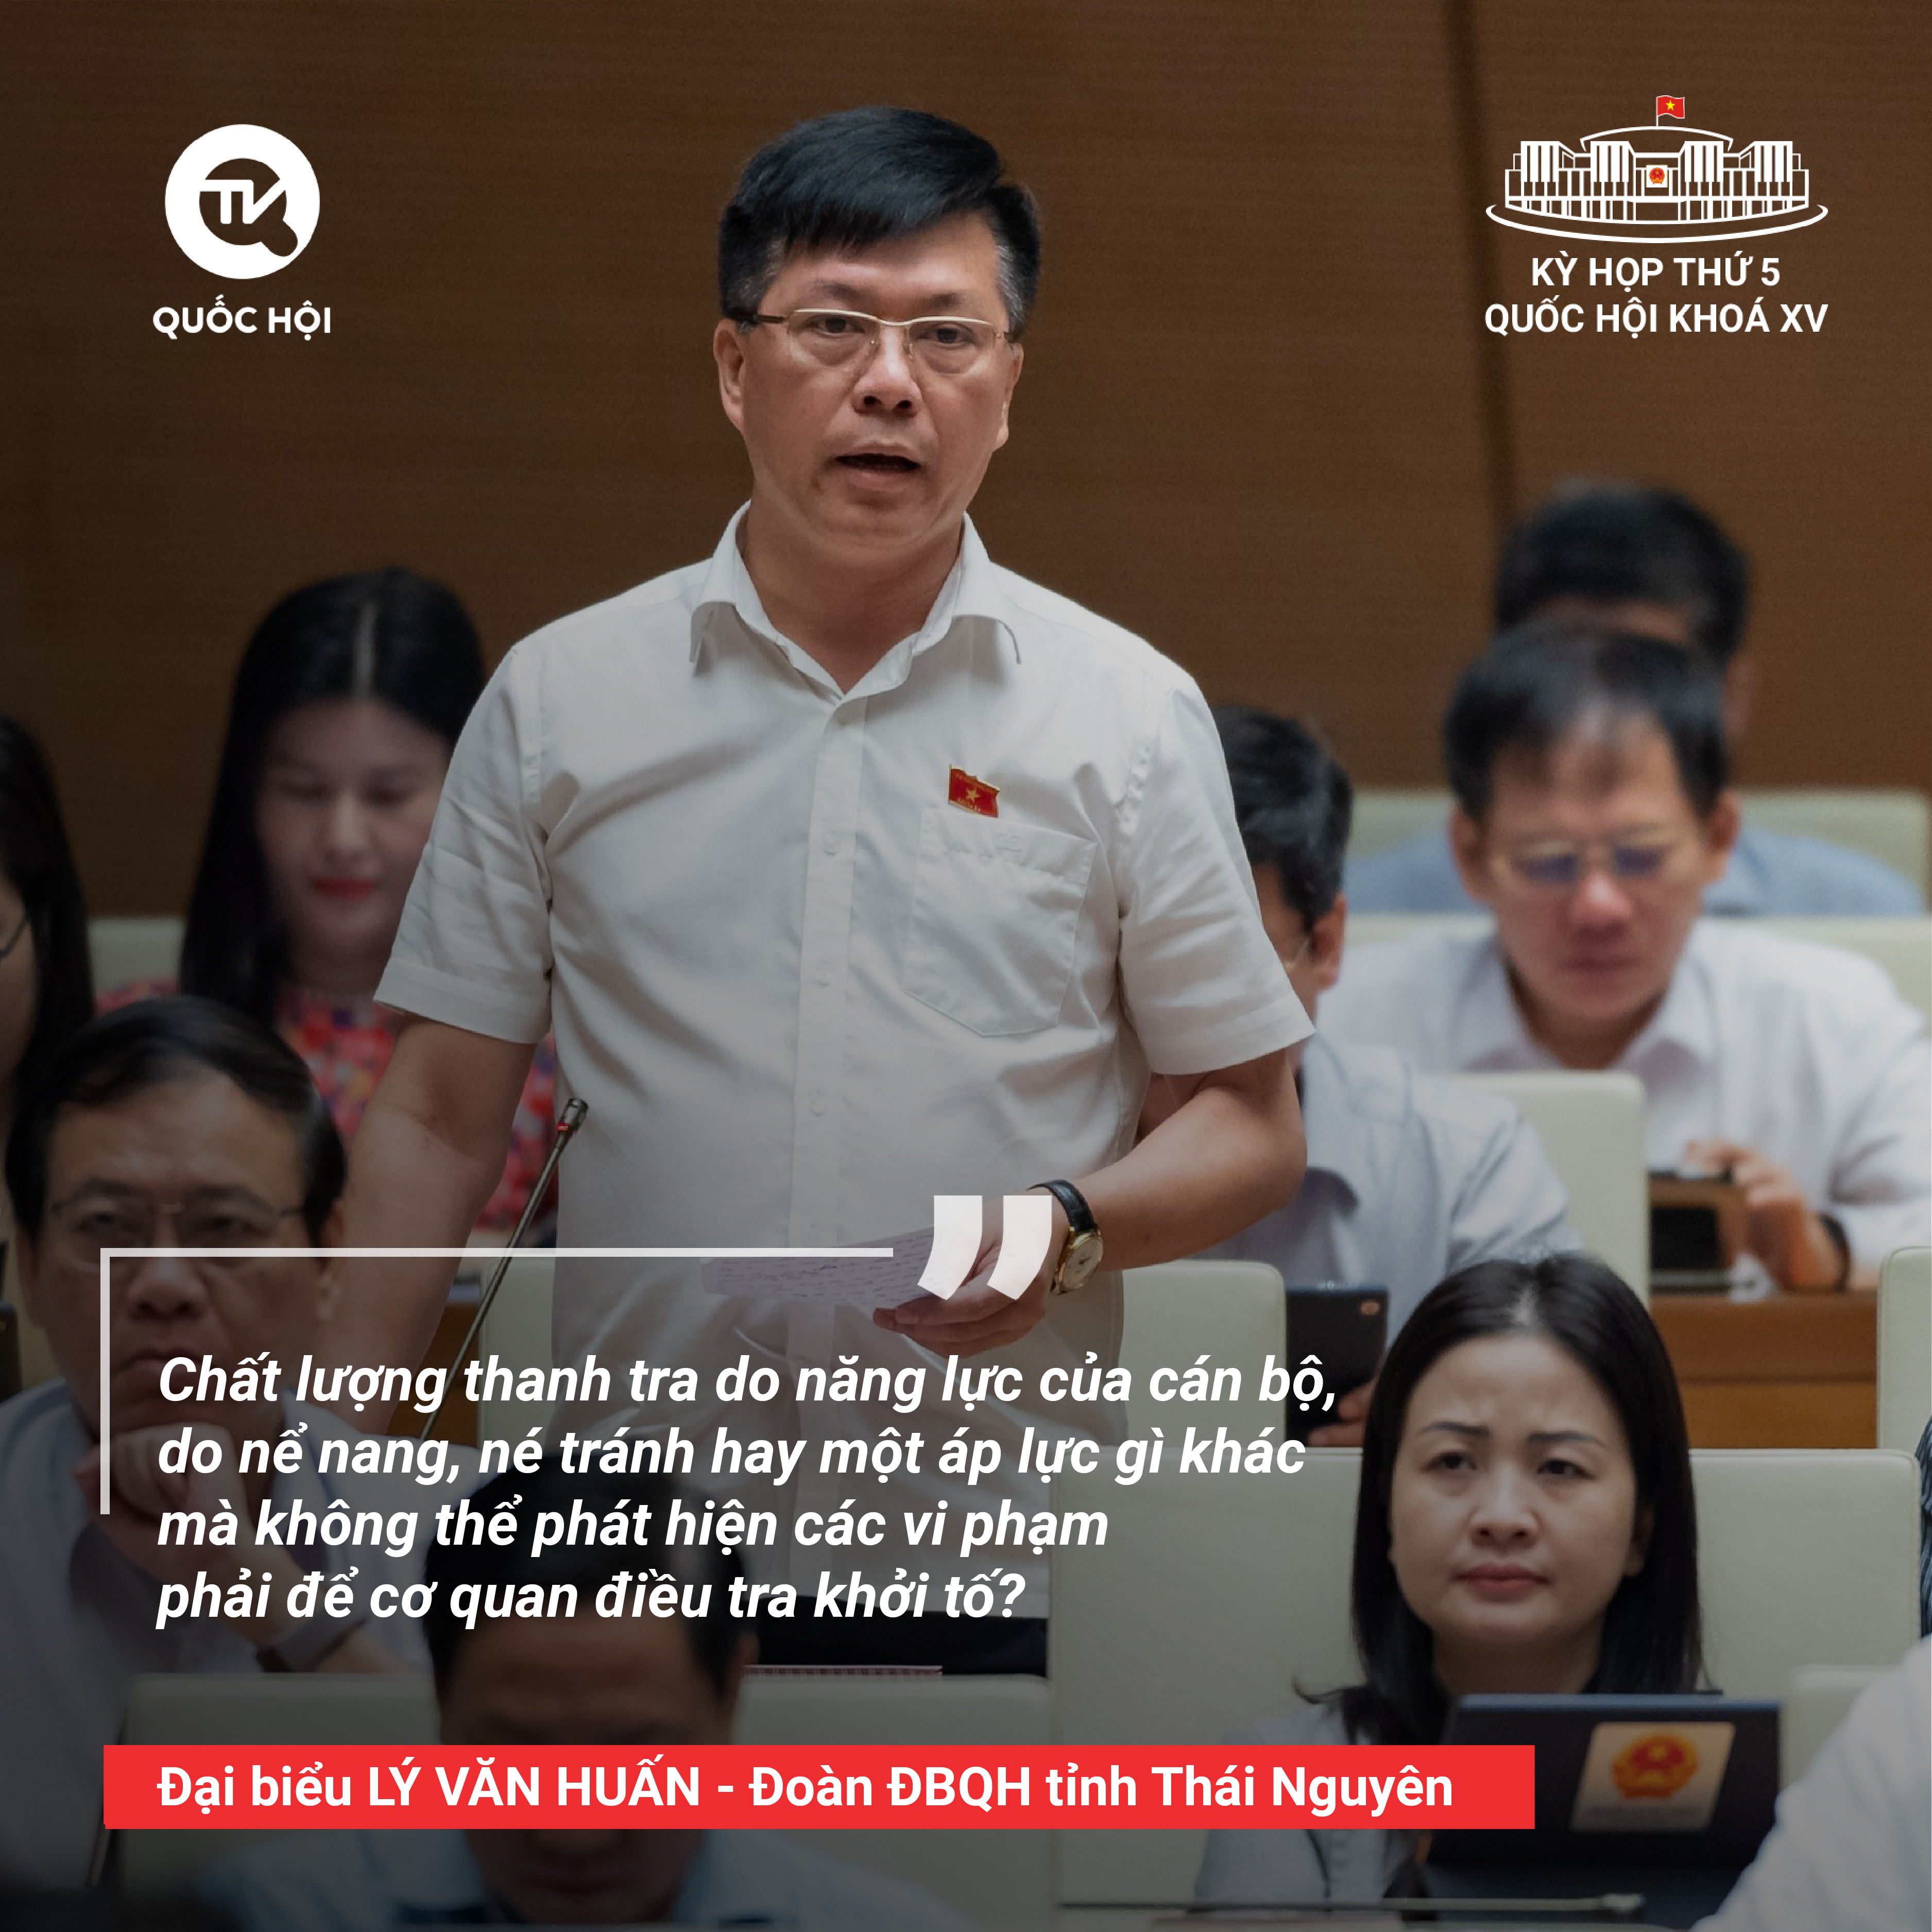 TV
QUỐC HỘI
KỲ HỌP THỨ 5
QUỐC HỘI KHOÁ XV
Chất lượng thanh tra do năng lực của cán bộ,
do nể nang, né tránh hay một áp lực gì khác
mà không thể phát hiện các vi phạm
phải để cơ quan điều tra khởi tố?
Đại biểu LÝ VĂN HUẤN - Đoàn ĐBQH tỉnh Thái Nguyên